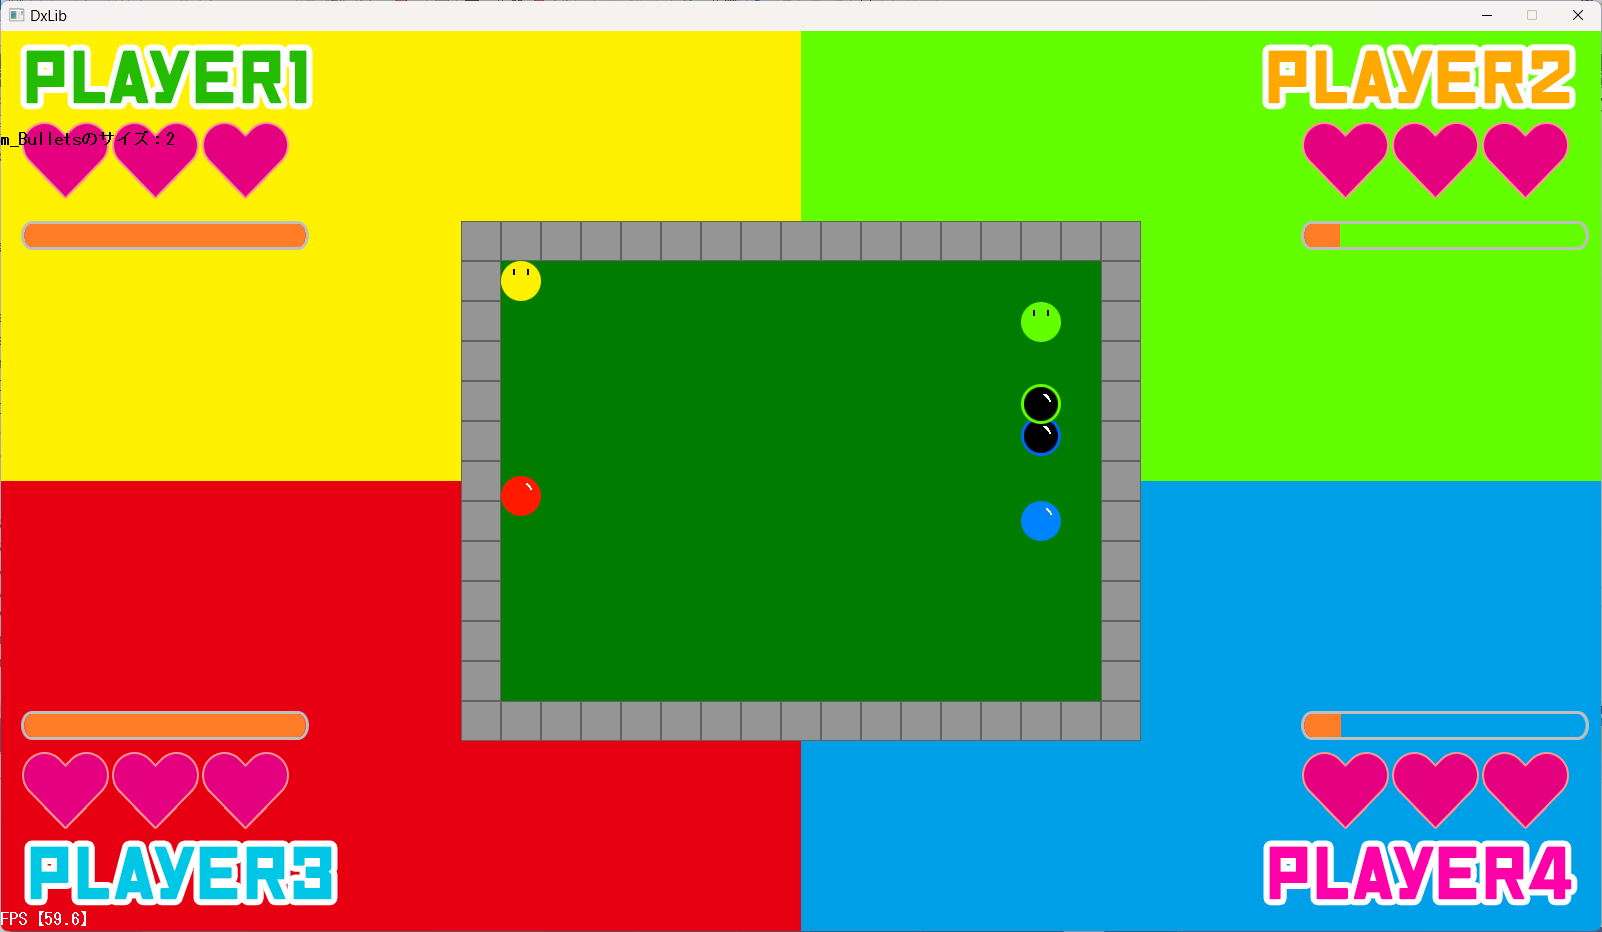 DxLib
PLAYER1
PLAYER2
m_Bulletsのサイズ：2
PLAYER3
PLAYER4
FPS【59.6】